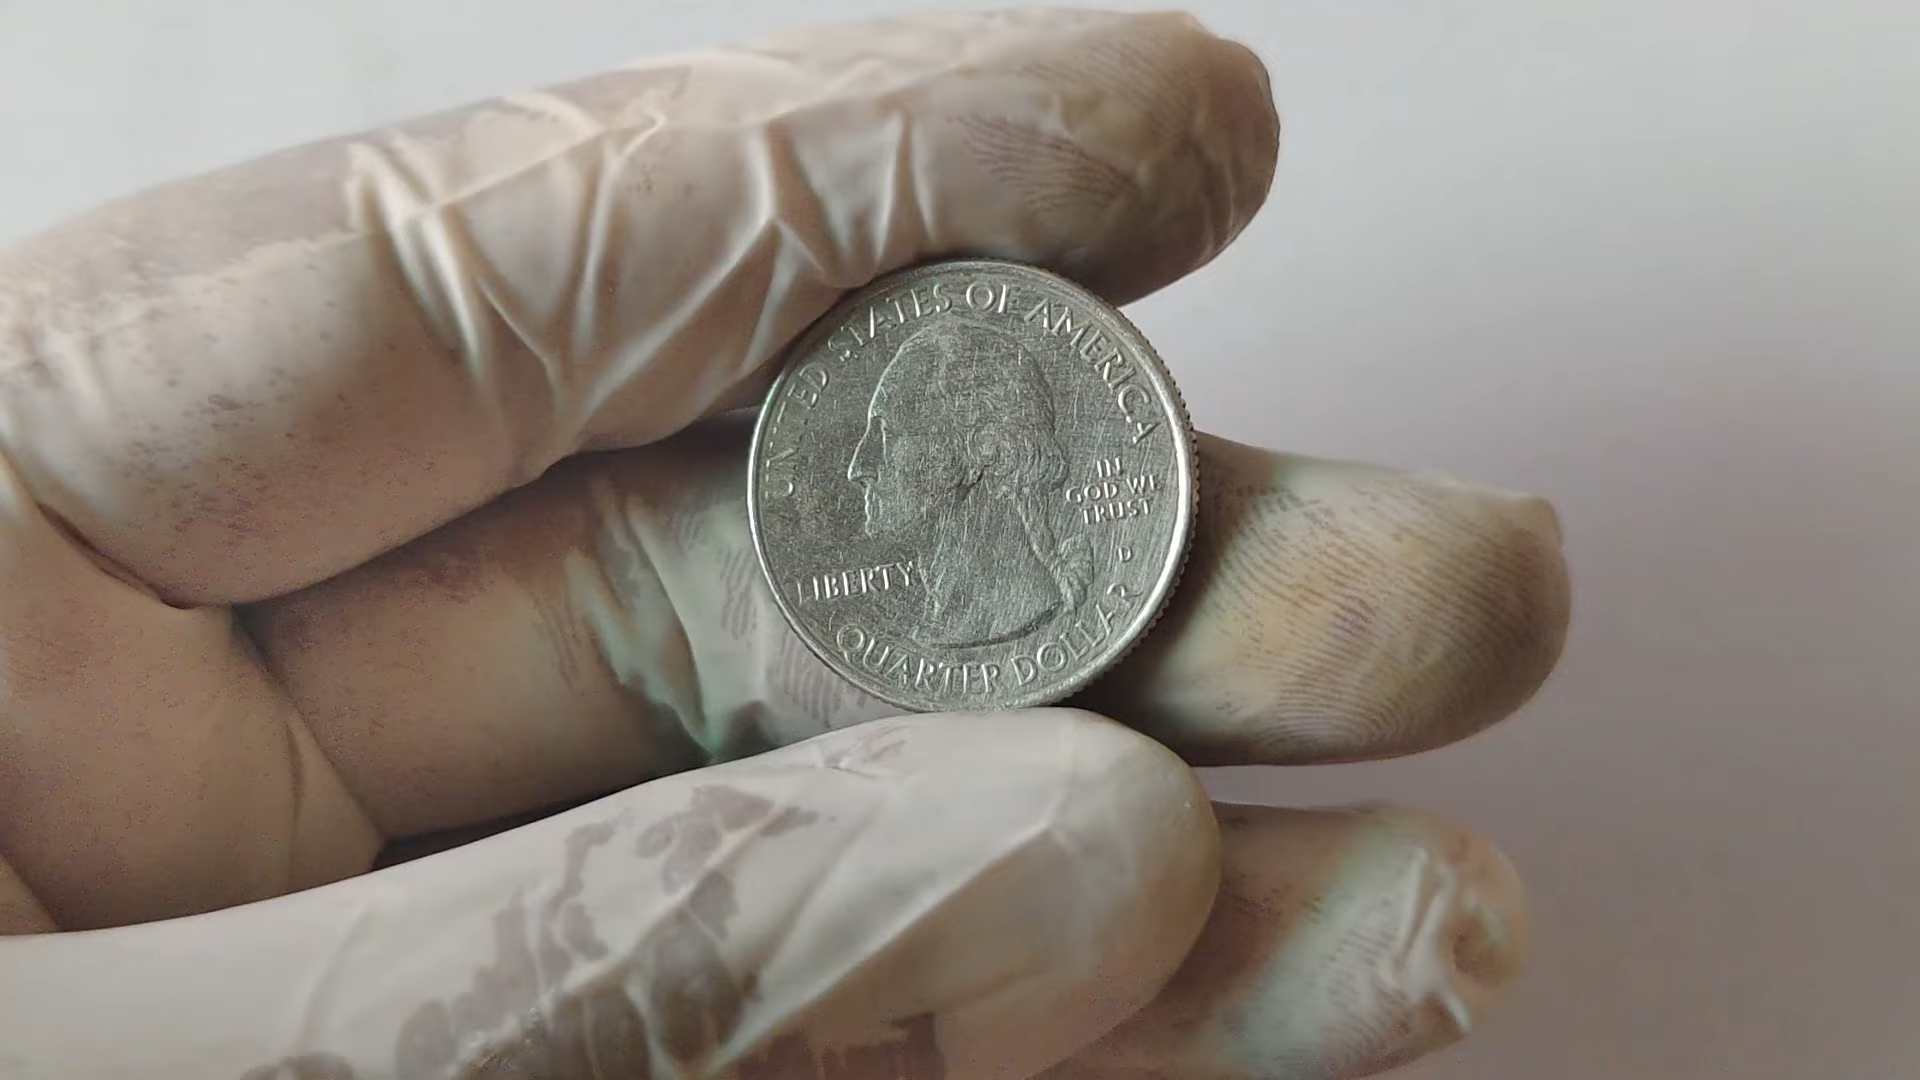 UNITED STATES OF AMERICA
IN
GOD WE
TRUST
D
LIBERTY
QUARTER DOLLAR